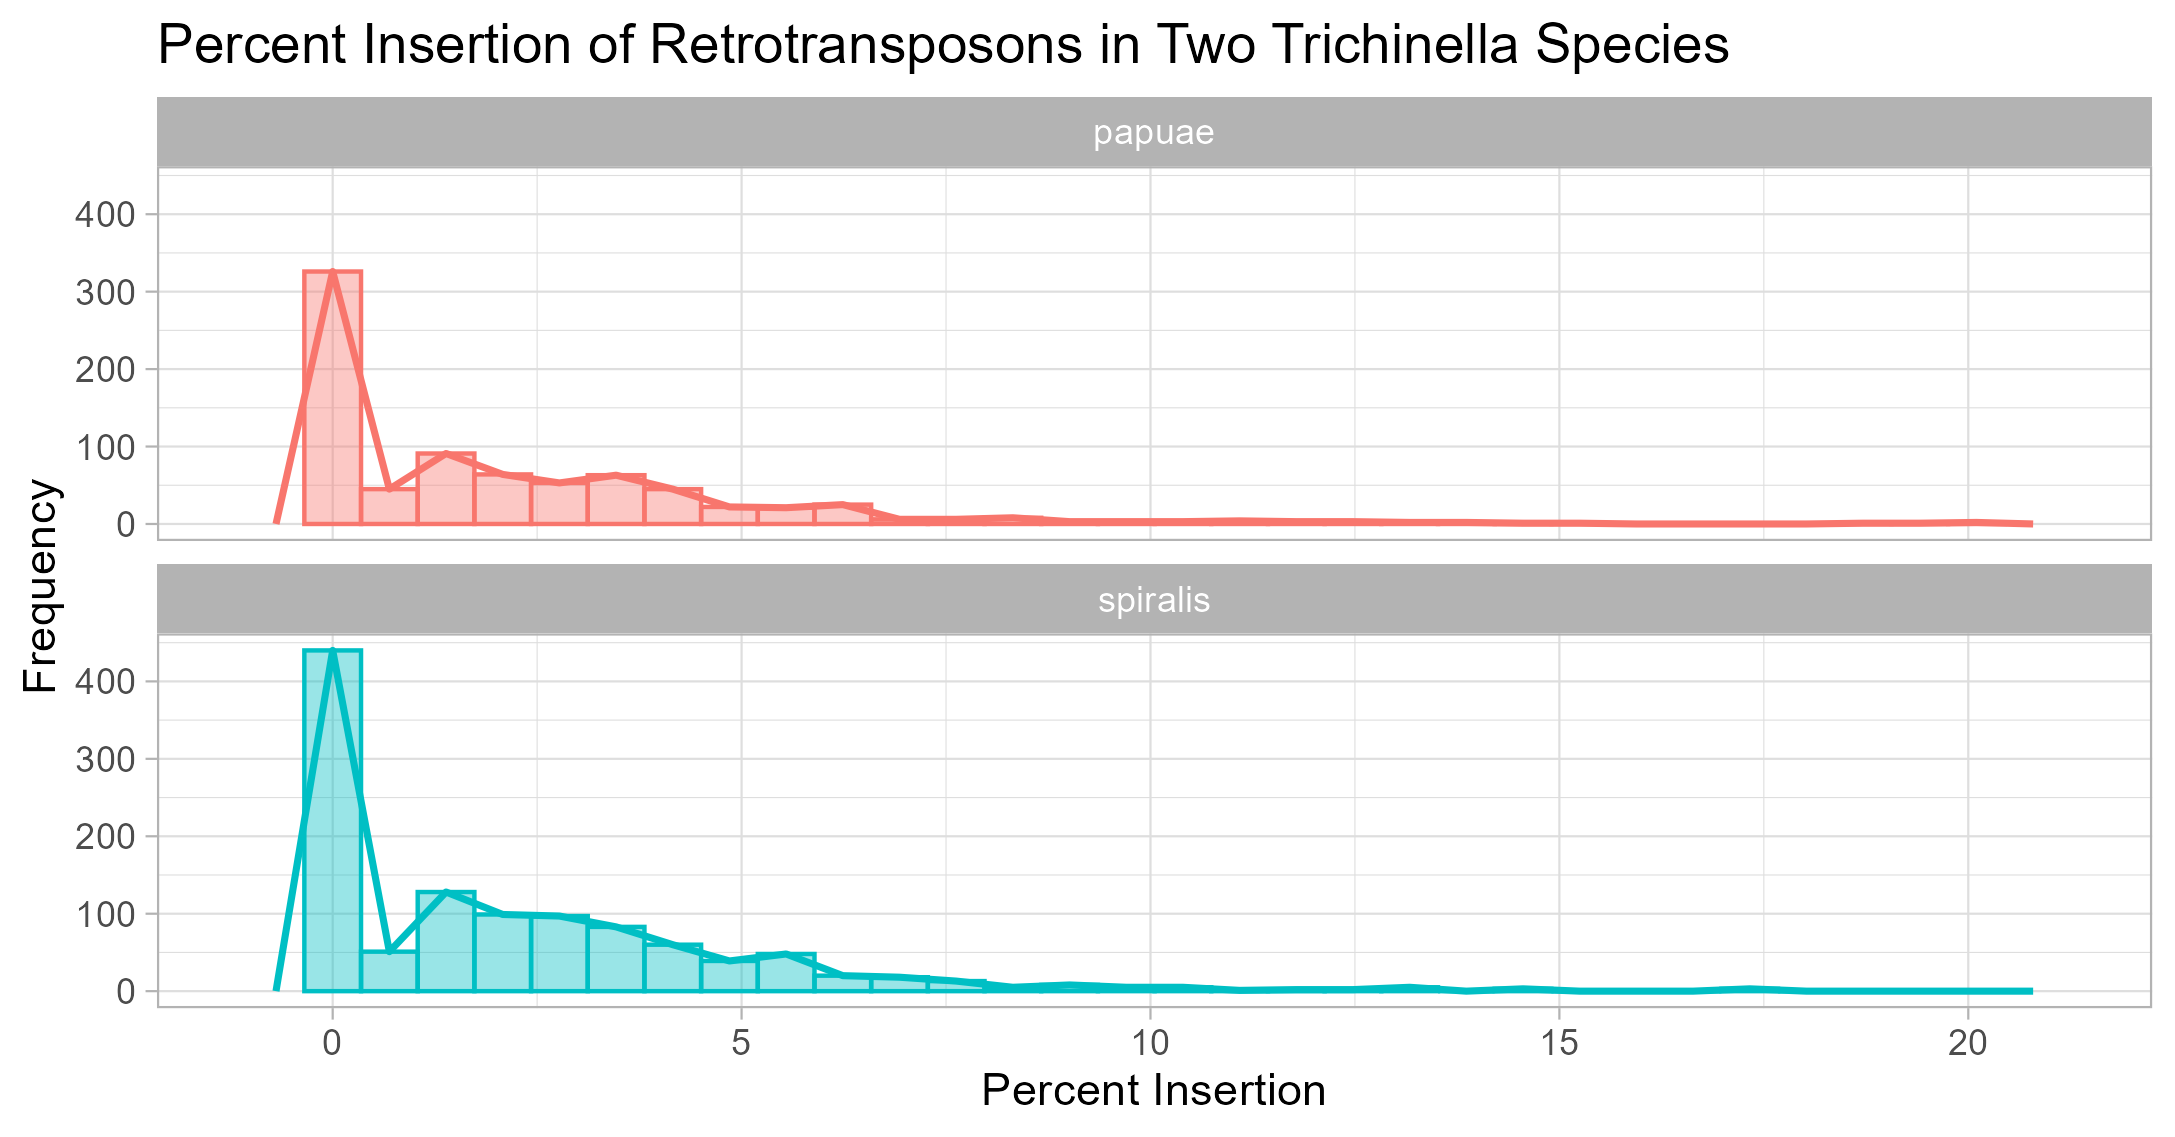 Percent Insertion of Retrotransposons in Two Trichinella Species
papuae
400
300
200
100
0
Frequency
spiralis
400
300
200
100
0
0 5 10 15 20
Percent Insertion